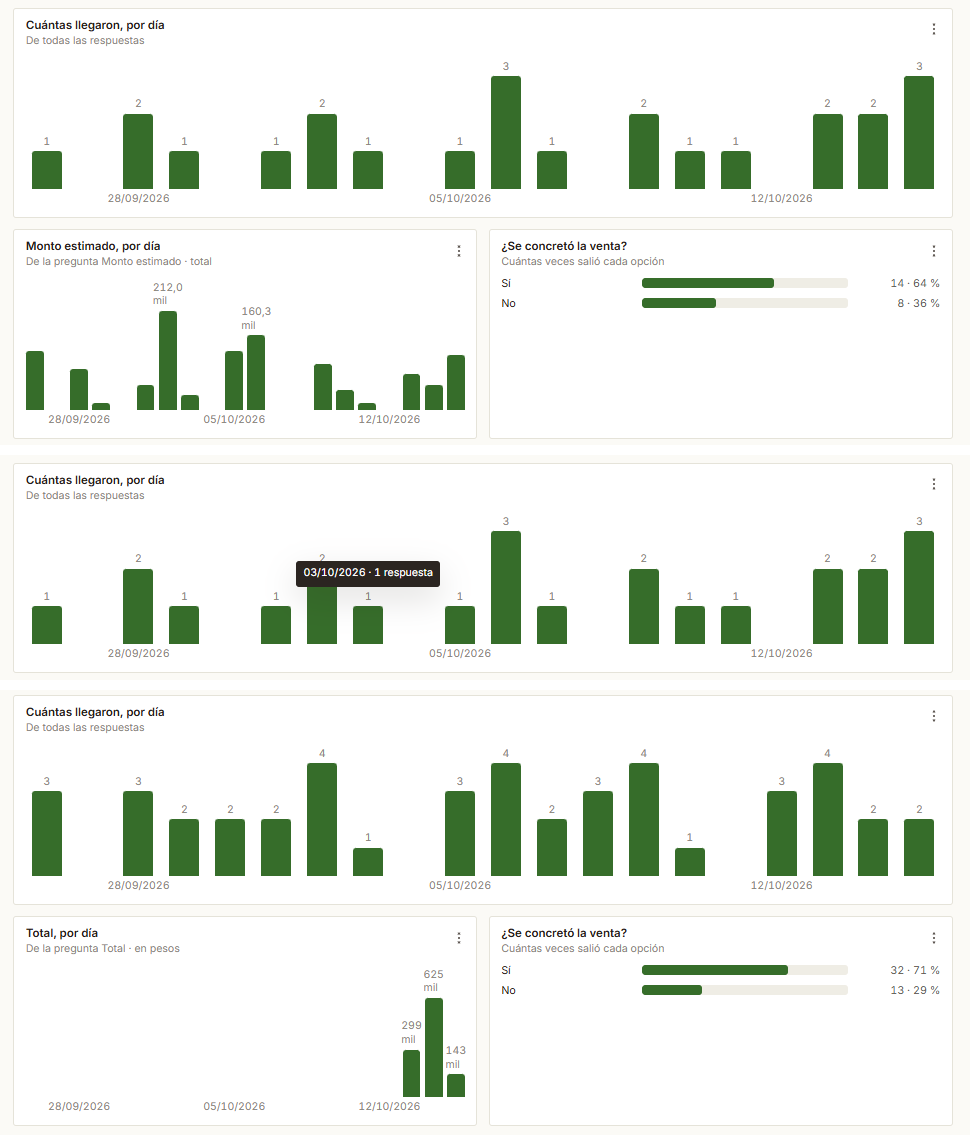 Cuántas llegaron, por día
De todas las respuestas
1 2 1 1 2 1 1 3 1 2 1 1 2 2 3
28/09/2026 05/10/2026 12/10/2026
Monto estimado, por día
De la pregunta Monto estimado · total
212,0
mil
160,3
mil
28/09/2026 05/10/2026 12/10/2026
¿Se concretó la venta?
Cuántas veces salió cada opción
Sí 14 · 64 %
No 8 · 36 %
Cuántas llegaron, por día
De todas las respuestas
1 2 1 1 2 1 1 3 1 2 1 1 2 2 3
03/10/2026 · 1 respuesta
28/09/2026 05/10/2026 12/10/2026
Cuántas llegaron, por día
De todas las respuestas
3 3 2 2 2 4 1 3 4 2 3 4 1 3 4 2 2
28/09/2026 05/10/2026 12/10/2026
Total, por día
De la pregunta Total · en pesos
299
mil
625
mil
143
mil
28/09/2026 05/10/2026 12/10/2026
¿Se concretó la venta?
Cuántas veces salió cada opción
Sí 32 · 71 %
No 13 · 29 %